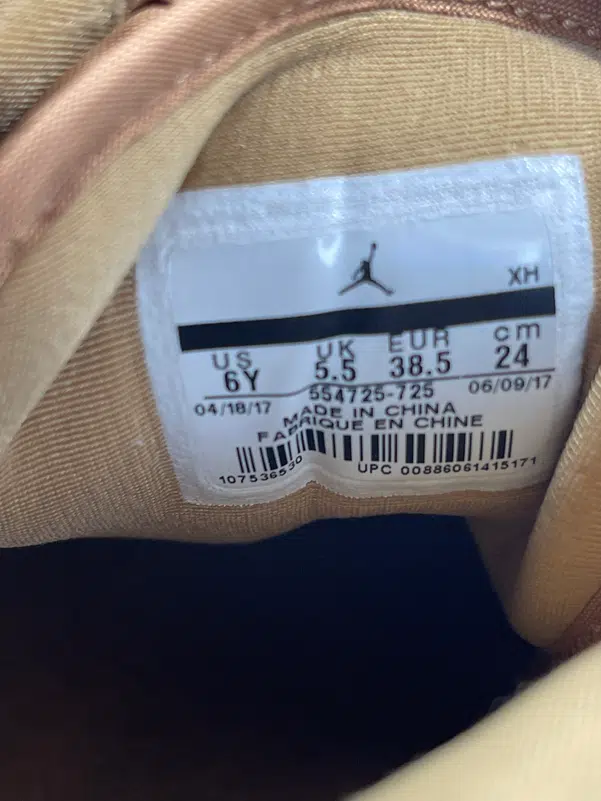 XH
US UK EUR cm
6Y 5.5 38.5 24
554725-725
04/18/17 06/09/17
MADE IN CHINA
FABRIQUE EN CHINE
107536530 UPC 00886061415171